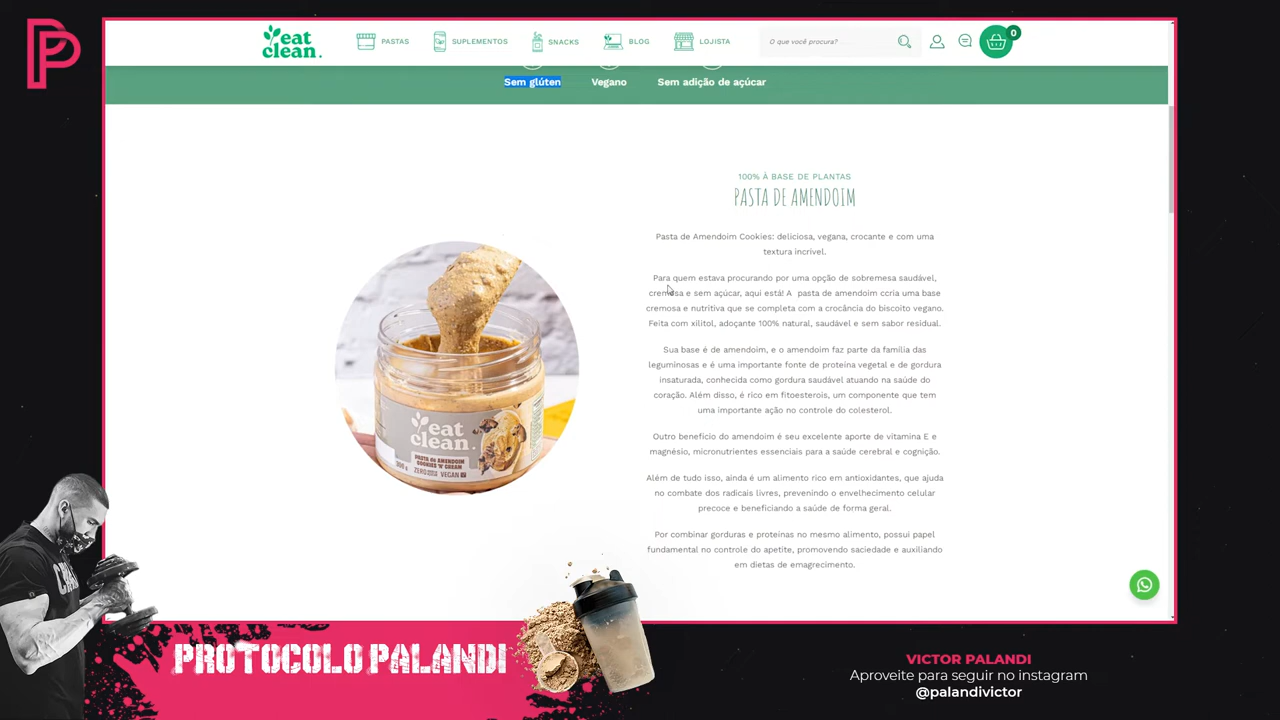 eat
clean.
PASTAS
SUPLEMENTOS
SNACKS
BLOG
LOJISTA
O que você procura?
0
Sem glúten
Vegano
Sem adição de açúcar
100% À BASE DE PLANTAS
PASTA DE AMENDOIM
Pasta de Amendoim Cookies: deliciosa, vegana, crocante e com uma
textura incrível.
Para quem estava procurando por uma opção de sobremesa saudável,
cremosa e sem açúcar, aqui está! A pasta de amendoim ccria uma base
cremosa e nutritiva que se completa com a crocância do biscoito vegano.
Feita com xilitol, adoçante 100% natural, saudável e sem sabor residual.
Sua base é de amendoim, e o amendoim faz parte da família das
leguminosas e é uma importante fonte de proteína vegetal e de gordura
insaturada, conhecida como gordura saudável atuando na saúde do
coração. Além disso, é rico em fitoesterois, um componente que tem
uma importante ação no controle do colesterol.
Outro benefício do amendoim é seu excelente aporte de vitamina E e
magnésio, micronutrientes essenciais para a saúde cerebral e cognição.
Além de tudo isso, ainda é um alimento rico em antioxidantes, que ajuda
no combate dos radicais livres, prevenindo o envelhecimento celular
precoce e beneficiando a saúde de forma geral.
Por combinar gorduras e proteínas no mesmo alimento, possui papel
fundamental no controle do apetite, promovendo saciedade e auxiliando
em dietas de emagrecimento.
eat
clean.
PASTA DE AMENDOIM
COOKIES 'N' CREAM
ZERO
VEGAN
PROTOCOLO PALANDI
VICTOR PALANDI
Aproveite para seguir no instagram
@palandivictor